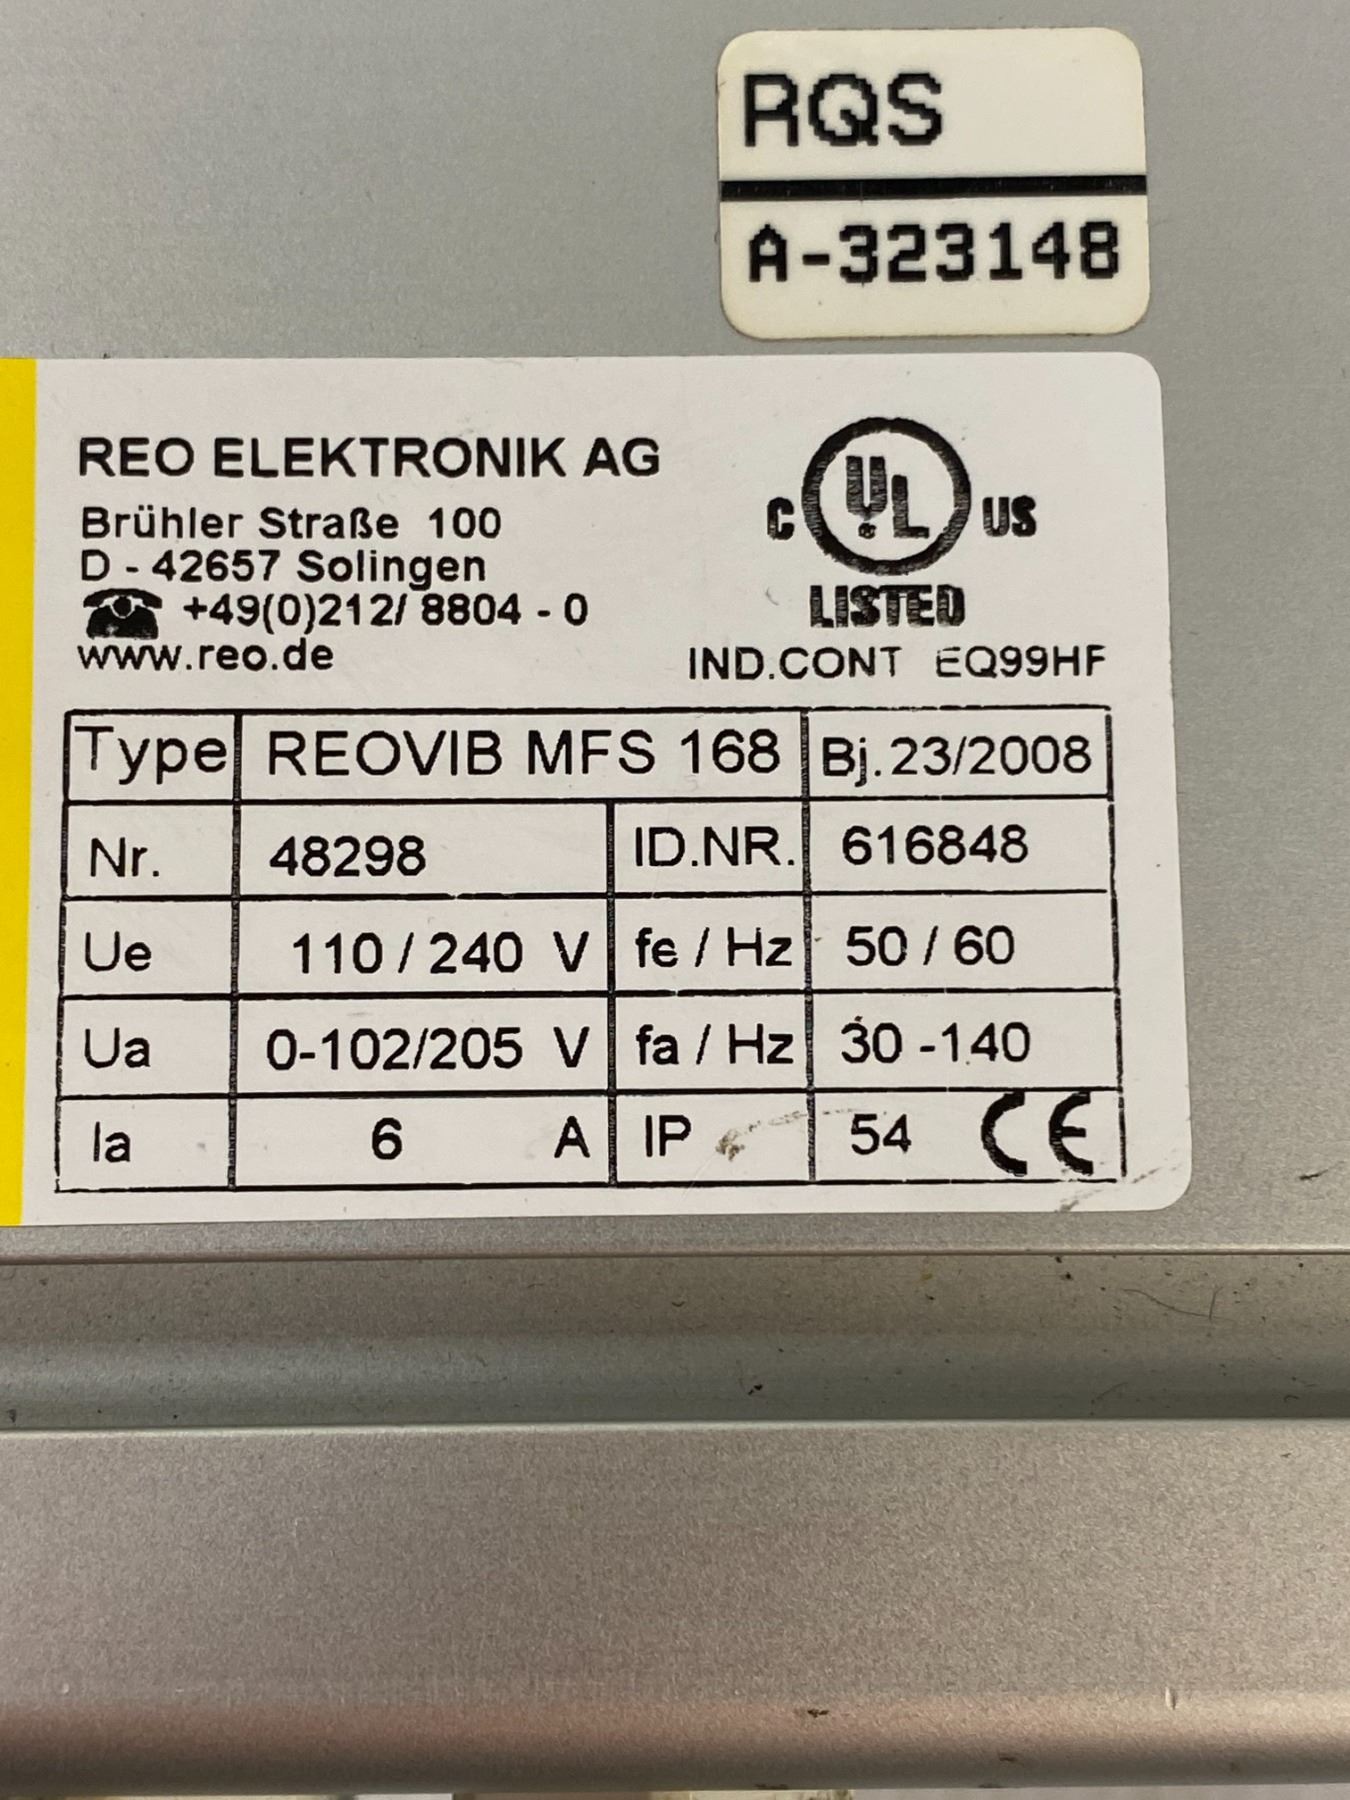 RQS
A-323148
REO ELEKTRONIK AG
Brühler Straße 100
D - 42657 Solingen
+49(0)212/ 8804 - 0
www.reo.de
C UL US
LISTED
IND.CONT EQ99HF
Type REOVIB MFS 168 Bj.23/2008
Nr. 48298 ID.NR. 616848
Ue 110 / 240 V fe / Hz 50 / 60
Ua 0-102/205 V fa / Hz 30 -140
Ia 6 A IP 54 CE